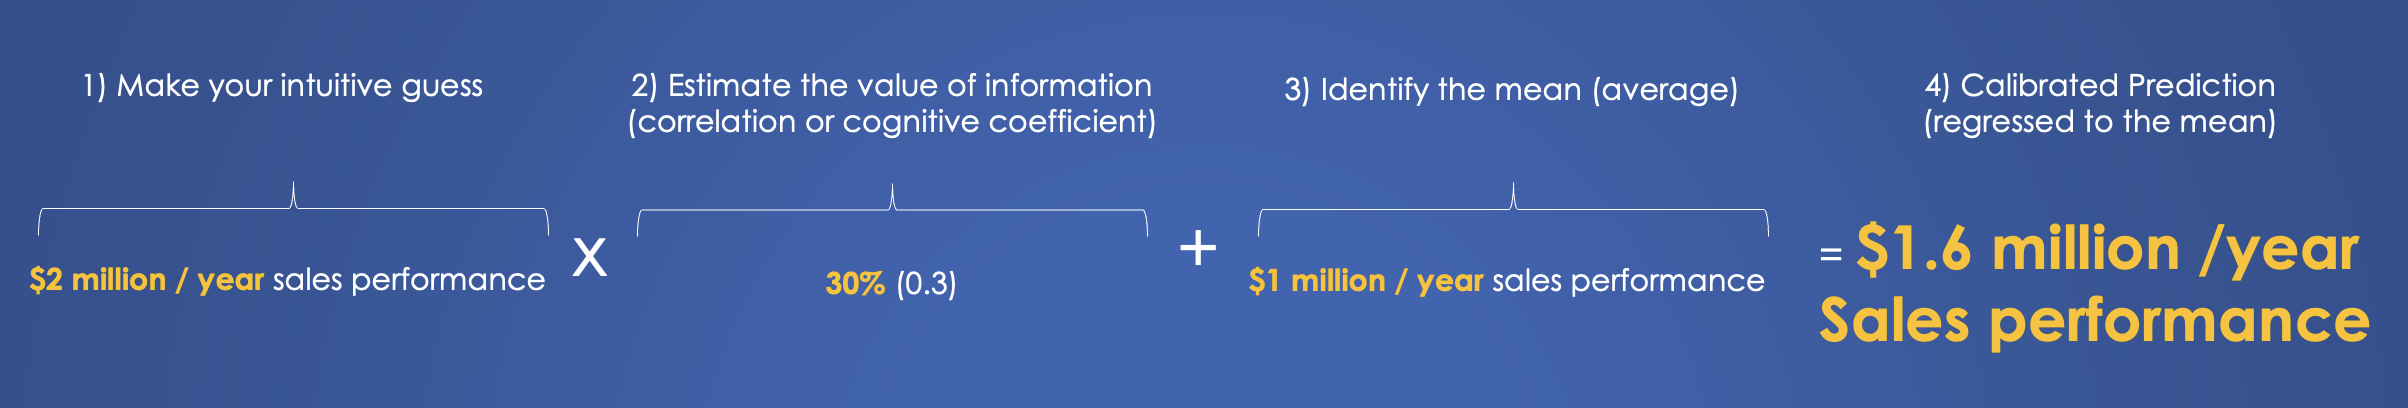 1) Make your intuitive guess
2) Estimate the value of information
(correlation or cognitive coefficient)
3) Identify the mean (average)
4) Calibrated Prediction
(regressed to the mean)
$2 million / year sales performance
x
30% (0.3)
+
$1 million / year sales performance
= $1.6 million /year
Sales performance